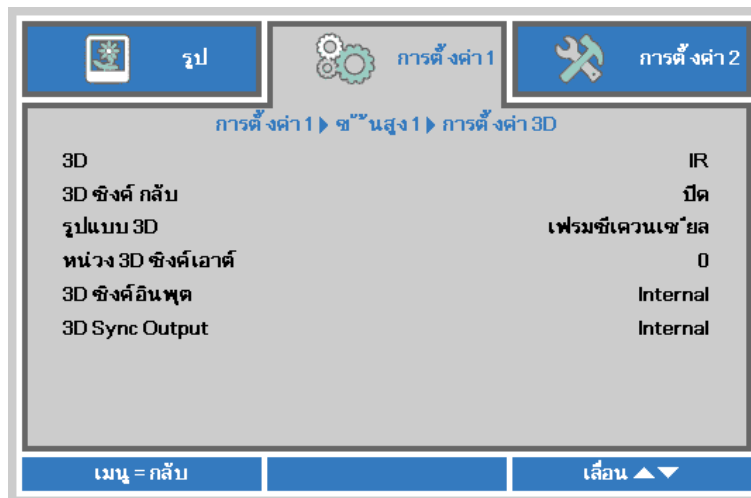 รูป
การตั้งค่า 1
การตั้งค่า 2
การตั้งค่า 1 ▶ ขั้นสูง 1 ▶ การตั้งค่า 3D
3D IR
3D ซิงค์ กลับ ปิด
รูปแบบ 3D เฟรมซีเควนเชียล
หน่วง 3D ซิงค์เอาต์ 0
3D ซิงค์อินพุต Internal
3D Sync Output Internal
เมนู = กลับ
เลื่อน ▲▼